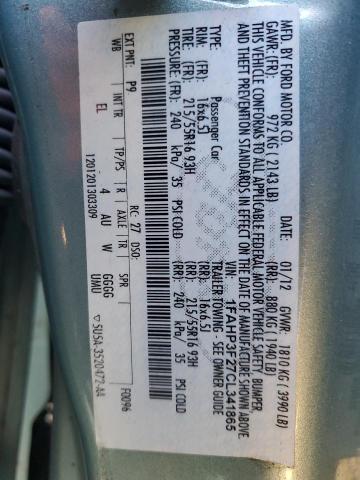 MFD. BY FORD MOTOR CO.
DATE: 01/12 GVWR: 1810 KG ( 3990 LB)
GAWR: (FR): 972 KG ( 2143 LB) (RR): 880 KG ( 1940 LB)
THIS VEHICLE CONFORMS TO ALL APPLICABLE FEDERAL MOTOR VEHICLE SAFETY, BUMPER,
AND THEFT PREVENTION STANDARDS IN EFFECT ON THE DATE OF MANUFACTURE SHOWN ABOVE
VIN: 1FAHP3F27CL341865
Passenger Car TRAILER TOWING - SEE OWNER GUIDE
RIM: (FR): 16x6.5J (RR): 16x6.5J
TIRE: (FR): 215/55R16 93H (RR): 215/55R16 93H
PRESSURE: (FR): 240 kPa/ 35 PSI COLD (RR): 240 kPa/ 35 PSI COLD
EXT PNT: P9 RC: 27 DSO: F0096
WB INT TR TP/PS R AXLE TR SPR
EL - 4 AU W GGGG
UMU
1201201303309 ▽ 5U5A-3520472-AA